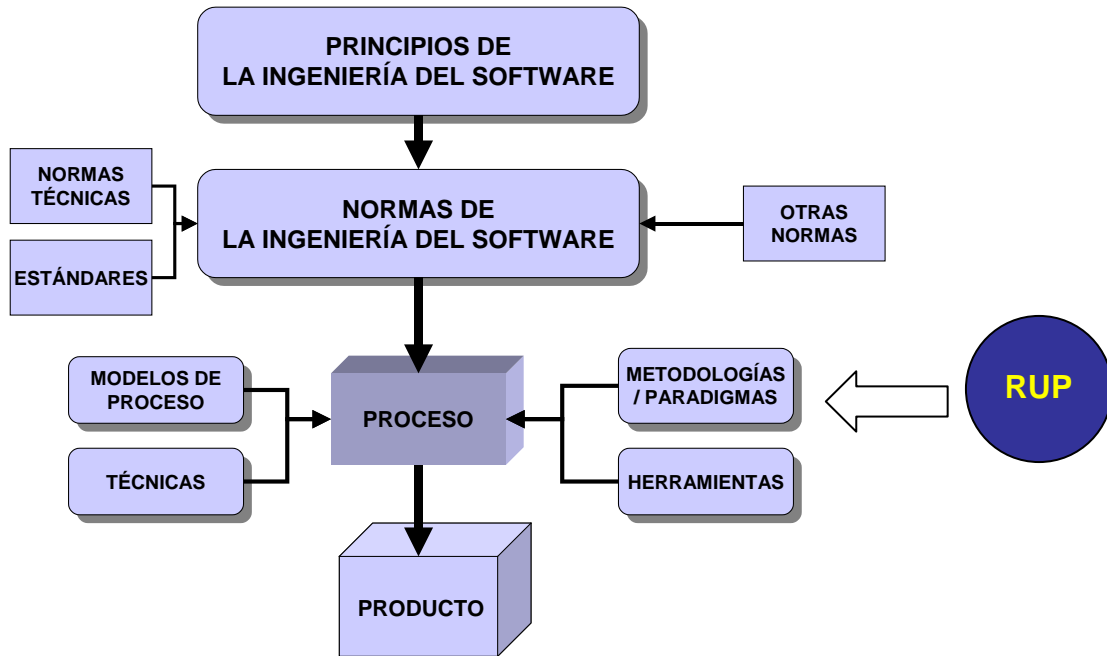 PRINCIPIOS DE
LA INGENIERÍA DEL SOFTWARE
NORMAS
TÉCNICAS
ESTÁNDARES
NORMAS DE
LA INGENIERÍA DEL SOFTWARE
OTRAS
NORMAS
MODELOS DE
PROCESO
TÉCNICAS
PROCESO
METODOLOGÍAS
/ PARADIGMAS
HERRAMIENTAS
RUP
PRODUCTO